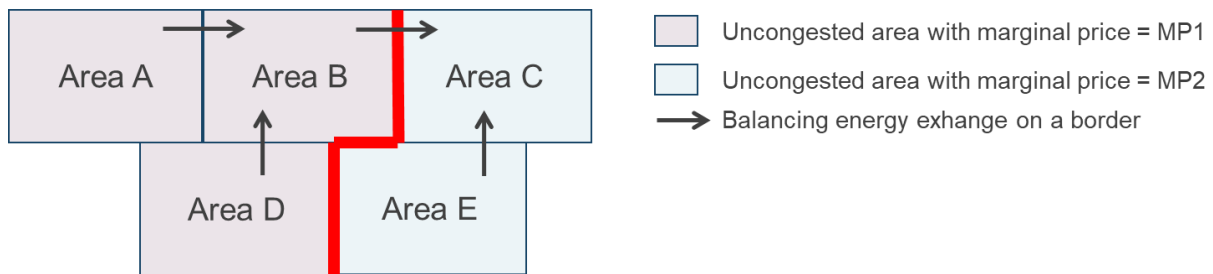 Area A
Area B
Area C
Area D
Area E
Uncongested area with marginal price = MP1
Uncongested area with marginal price = MP2
Balancing energy exhange on a border